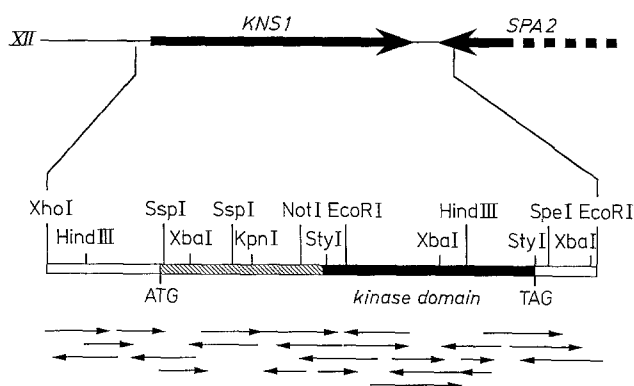 XII KNS1 SPA2
XhoI SspI SspI NotI EcoRI HindIII SpeI EcoRI
HindIII XbaI KpnI StyI XbaI StyI XbaI
ATG kinase domain TAG